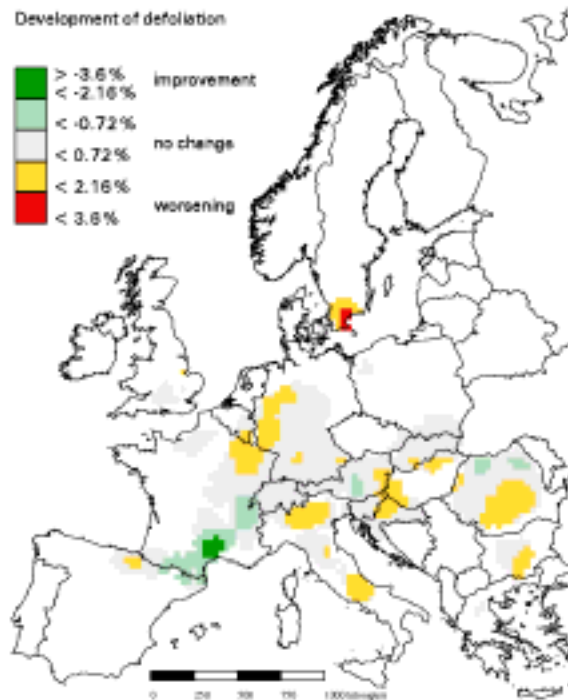 Development of defoliation
> -3.6%
< -2.16%
improvement
< -0.72%
no change
< 0.72%
< 2.16%
worsening
< 3.6%
0 250 500 750 1000